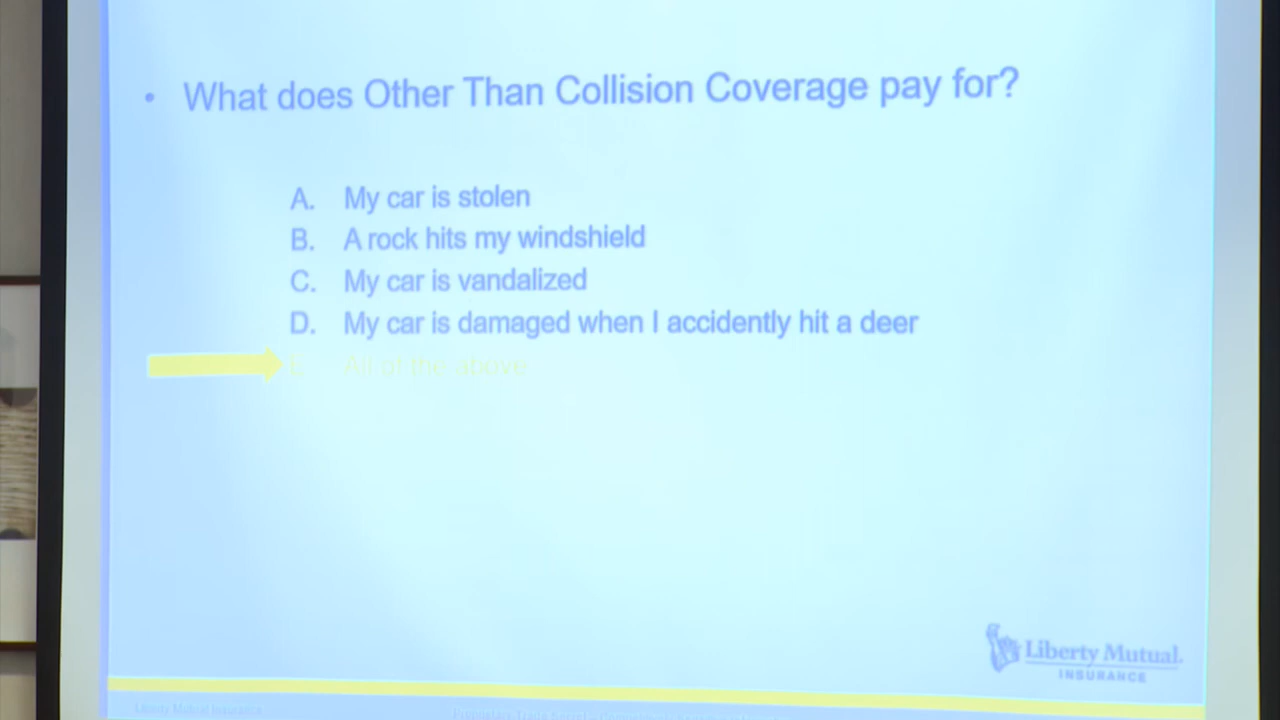 • What does Other Than Collision Coverage pay for?
A. My car is stolen
B. A rock hits my windshield
C. My car is vandalized
D. My car is damaged when I accidently hit a deer
E. All of the above
Liberty Mutual.
INSURANCE
Liberty Mutual Insurance